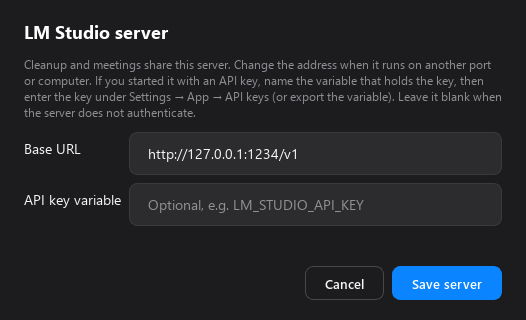 LM Studio server
Cleanup and meetings share this server. Change the address when it runs on another port
or computer. If you started it with an API key, name the variable that holds the key, then
enter the key under Settings → App → API keys (or export the variable). Leave it blank when
the server does not authenticate.
Base URL
http://127.0.0.1:1234/v1
API key variable
Optional, e.g. LM_STUDIO_API_KEY
Cancel
Save server